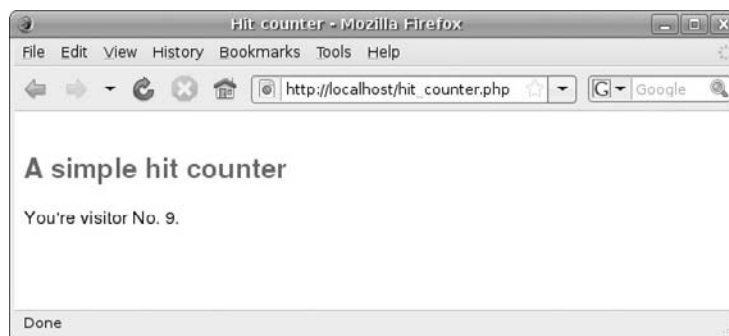 Hit counter - Mozilla Firefox
File Edit View History Bookmarks Tools Help
http://localhost/hit_counter.php G Google
A simple hit counter
You're visitor No. 9.
Done